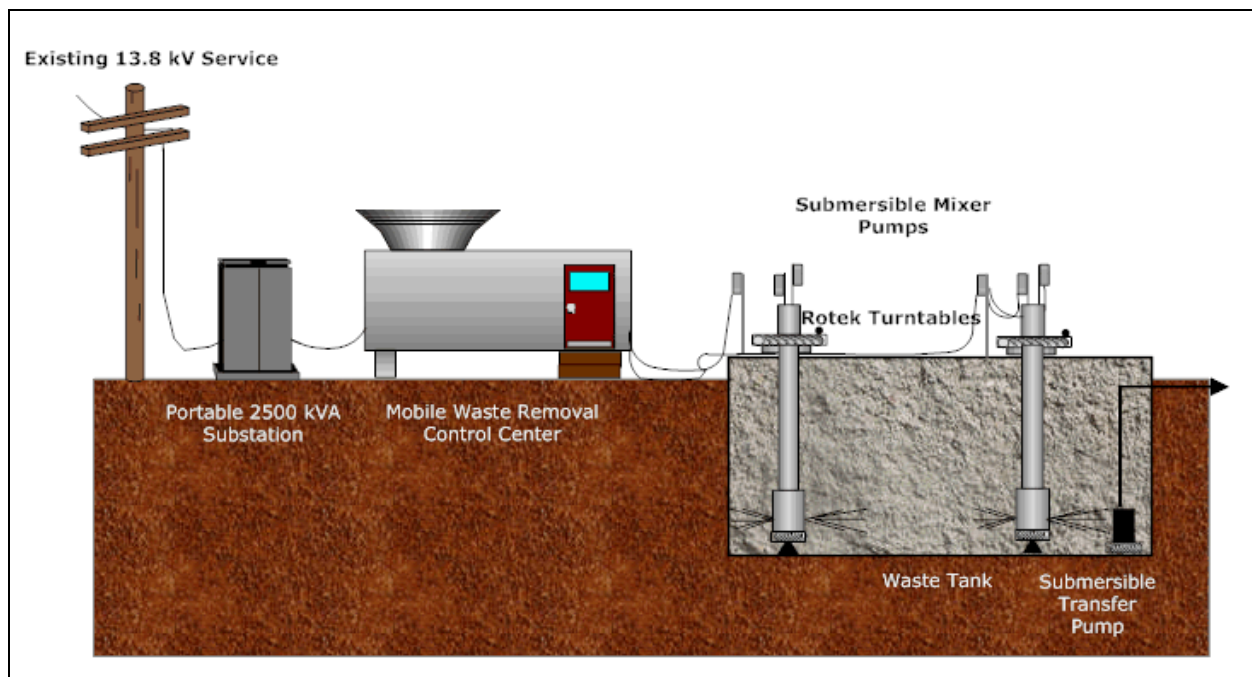 Existing 13.8 kV Service
Submersible Mixer
Pumps
Rotek Turntables
Portable 2500 kVA
Substation
Mobile Waste Removal
Control Center
Waste Tank
Submersible
Transfer
Pump